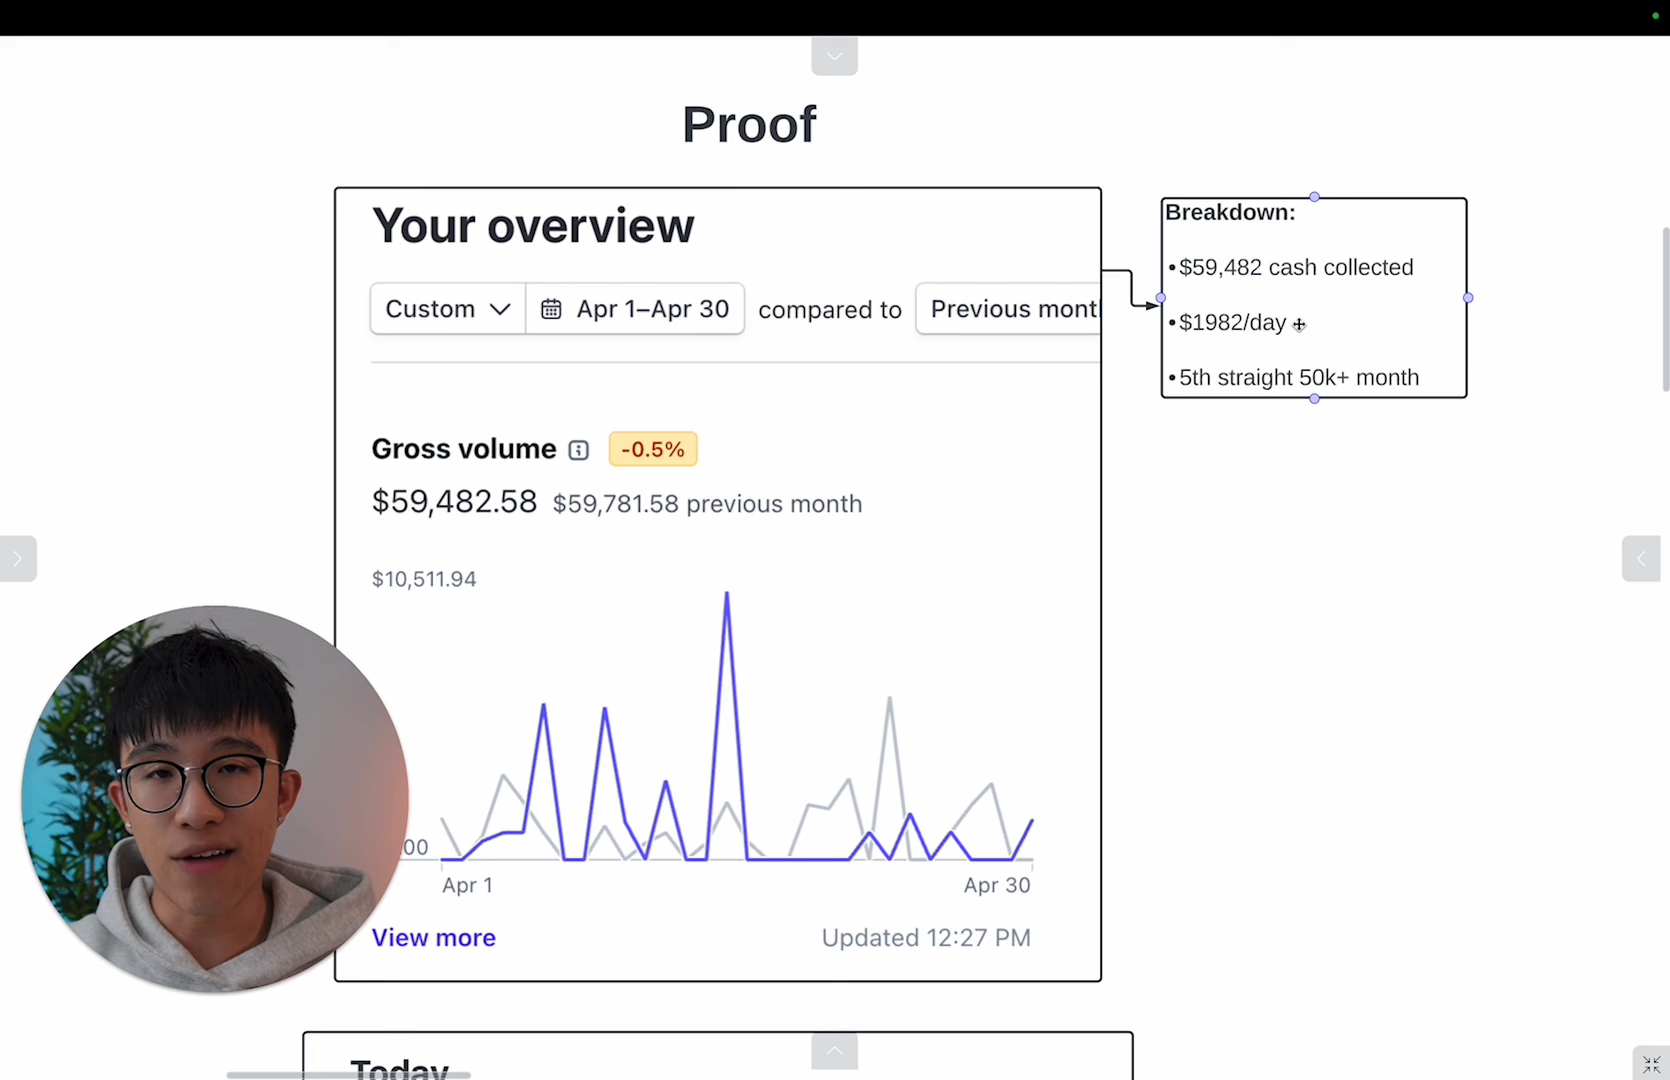 Proof
Your overview
Custom
Apr 1–Apr 30
compared to
Previous mont
Gross volume
-0.5%
$59,482.58
$59,781.58 previous month
$10,511.94
00
Apr 1
Apr 30
View more
Updated 12:27 PM
Breakdown:
•$59,482 cash collected
•$1982/day
•5th straight 50k+ month
Today